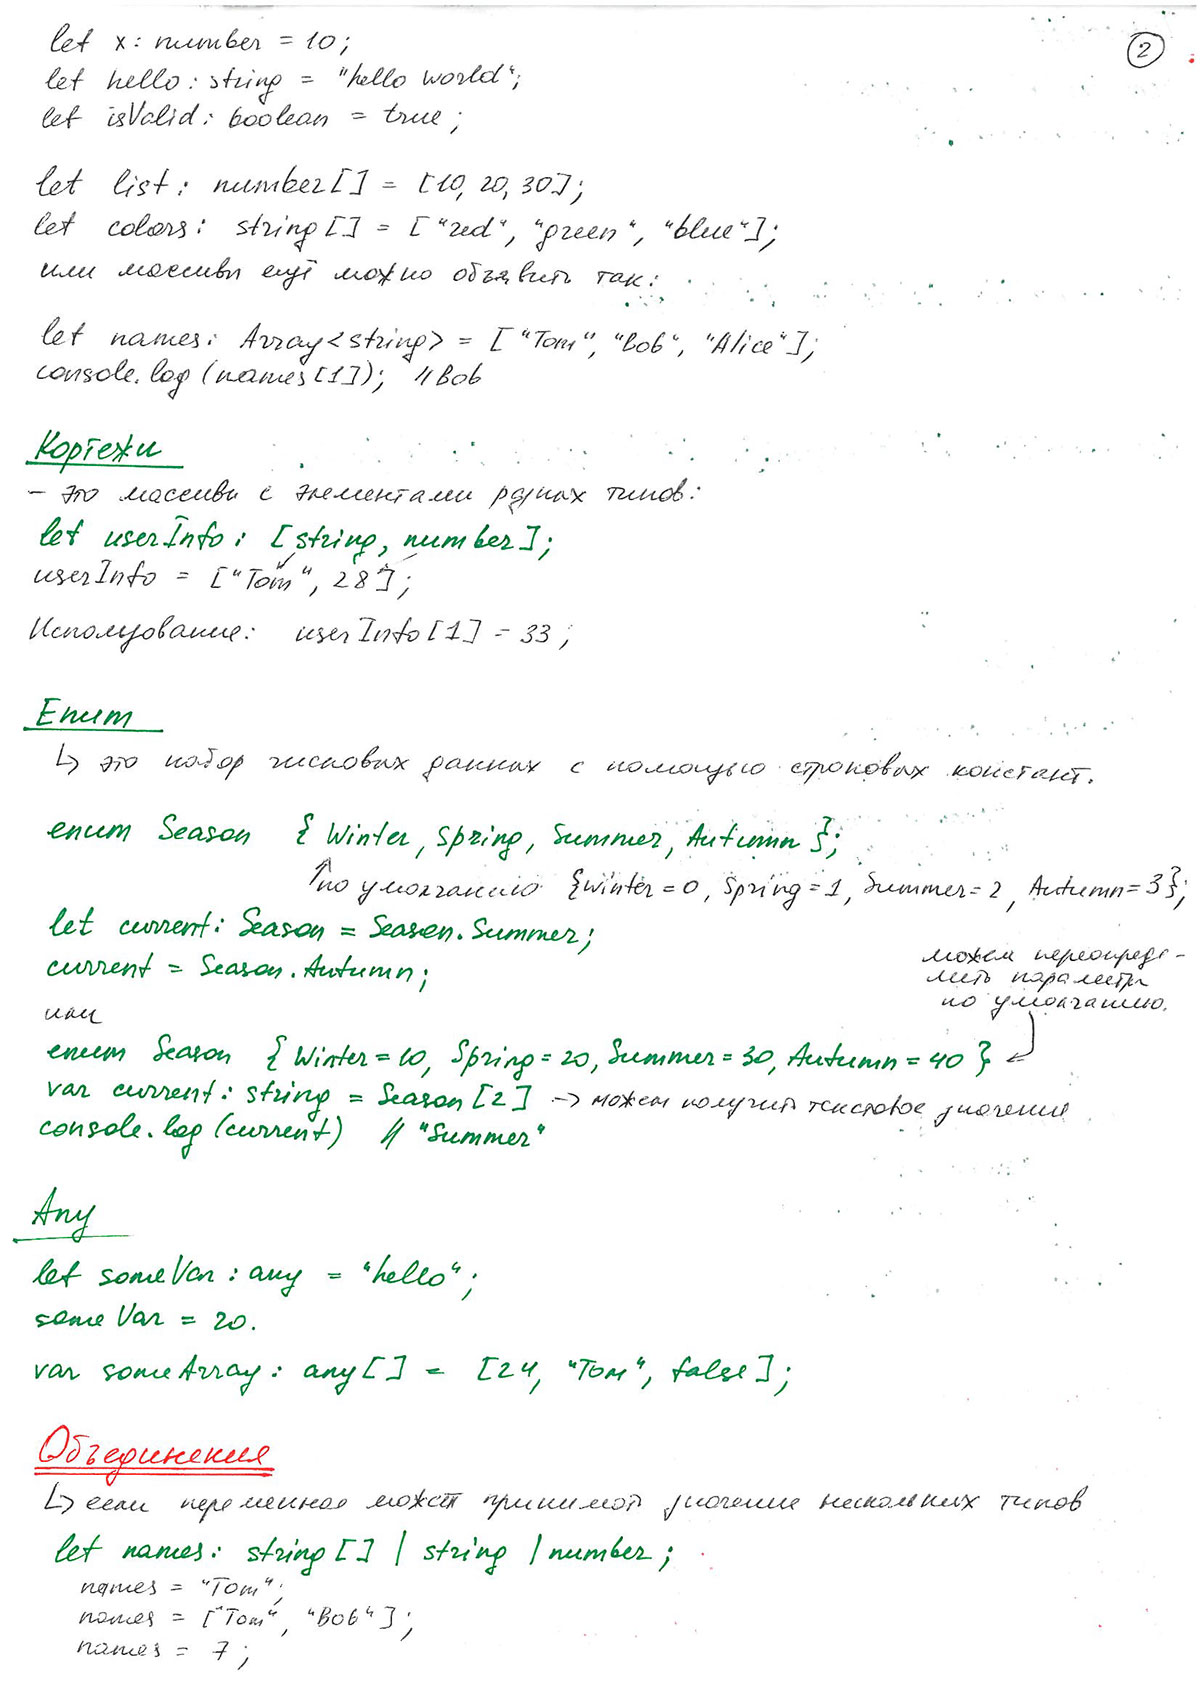 2
let x: number = 10;
let hello: string = "hello world";
let isValid: boolean = true;
let list: number[] = [10, 20, 30];
let colors: string[] = ["red", "green", "blue"];
или массивы ещё можно объявить так:
let names: Array<string> = ["Tom", "Bob", "Alice"];
console.log(names[1]); //Bob
Кортежи
- это массивы с элементами разных типов:
let userInfo: [string, number];
userInfo = ["Tom", 28];
Использование: userInfo[1] = 33;
Enum
↳ это набор числовых данных с помощью строковых констант.
enum Season { Winter, Spring, Summer, Autumn };
↑по умолчанию {winter=0, Spring=1, Summer=2, Autumn=3};
let current: Season = Season.Summer;
current = Season.Autumn;
можем переопреде-
лить параметры
по умолчанию.
или
enum Season { Winter=10, Spring=20, Summer=30, Autumn=40 }
var current: string = Season[2] -> можем получить текстовое значение
console.log(current) // "Summer"
Any
let someVar: any = "hello";
someVar = 20.
var someArray: any[] = [24, "Tom", false];
Объединения
↳ если переменная может принимать значение нескольких типов
let names: string[] | string | number;
names = "Tom";
names = ["Tom", "Bob"];
names = 7;